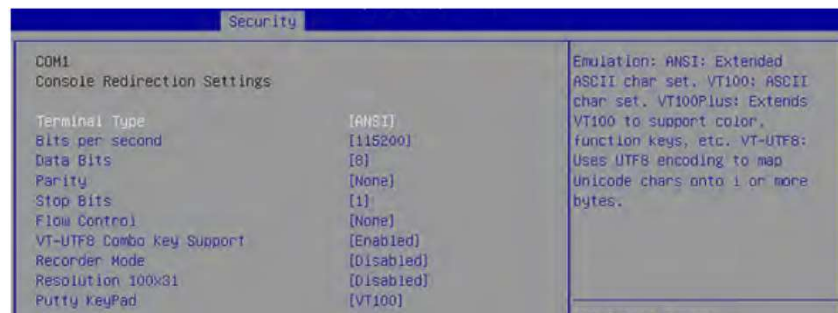 Security
COM1
Console Redirection Settings
Terminal Type [ANSI]
Bits per second [115200]
Data Bits [8]
Parity [None]
Stop Bits [1]
Flow Control [None]
VT-UTF8 Combo Key Support [Enabled]
Recorder Mode [Disabled]
Resolution 100x31 [Disabled]
Putty KeyPad [VT100]
Emulation: ANSI: Extended
ASCII char set. VT100: ASCII
char set. VT100Plus: Extends
VT100 to support color,
function keys, etc. VT-UTF8:
Uses UTF8 encoding to map
Unicode chars onto 1 or more
bytes.